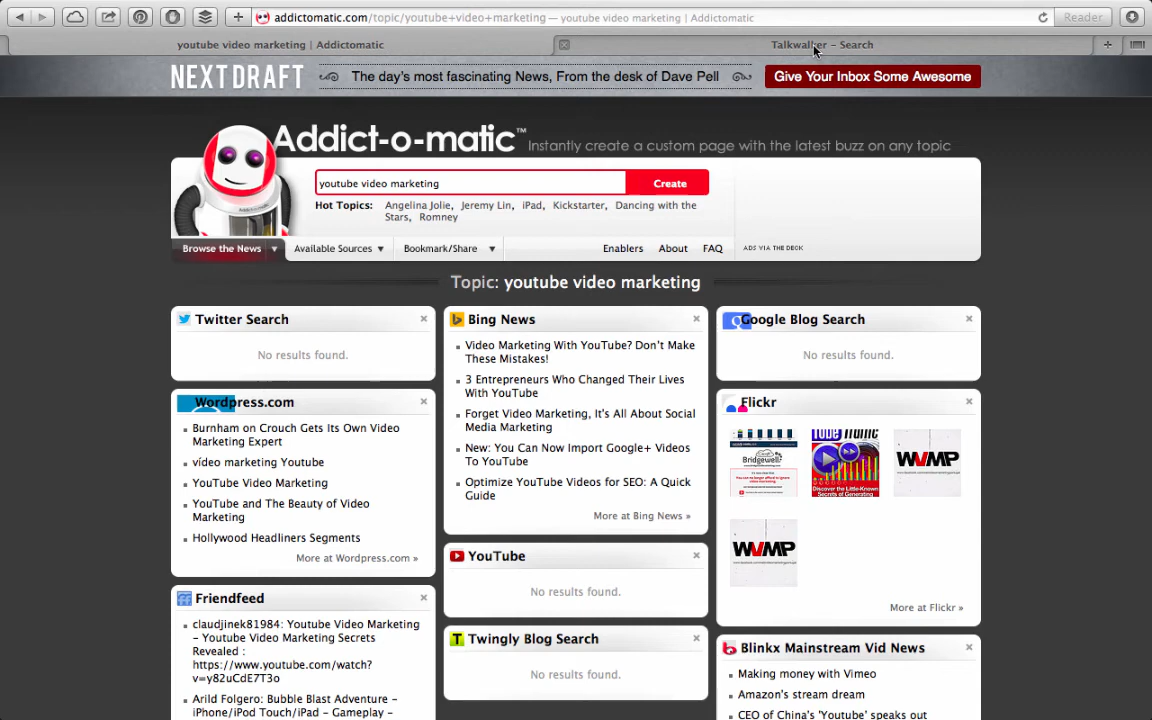 addictomatic.com/topic/youtube+video+marketing — youtube video marketing | Addictomatic
Reader
youtube video marketing | Addictomatic
Talkwalker – Search
NEXTDRAFT
The day's most fascinating News, From the desk of Dave Pell
Give Your Inbox Some Awesome
Addict-o-matic™
Instantly create a custom page with the latest buzz on any topic
youtube video marketing
Create
Hot Topics: Angelina Jolie, Jeremy Lin, iPad, Kickstarter, Dancing with the
Stars, Romney
Browse the News
Available Sources
Bookmark/Share
Enablers
About
FAQ
ADS VIA THE DECK
Topic: youtube video marketing
Twitter Search
No results found.
Wordpress.com
Burnham on Crouch Gets Its Own Video
Marketing Expert
vídeo marketing Youtube
YouTube Video Marketing
YouTube and The Beauty of Video
Marketing
Hollywood Headliners Segments
More at Wordpress.com »
Friendfeed
claudjinek81984: Youtube Video Marketing
– Youtube Video Marketing Secrets
Revealed :
https://www.youtube.com/watch?
v=y82uCdE7T3o
Arild Folgero: Bubble Blast Adventure –
iPhone/iPod Touch/iPad – Gameplay –
Bing News
Video Marketing With YouTube? Don't Make
These Mistakes!
3 Entrepreneurs Who Changed Their Lives
With YouTube
Forget Video Marketing, It's All About Social
Media Marketing
New: You Can Now Import Google+ Videos
To YouTube
Optimize YouTube Videos for SEO: A Quick
Guide
More at Bing News »
YouTube
No results found.
Twingly Blog Search
No results found.
Google Blog Search
No results found.
Flickr
Bridgewell
Discover the Little-Known
Secrets of Generating
WVMP
WVMP
More at Flickr »
Blinkx Mainstream Vid News
Making money with Vimeo
Amazon's stream dream
CEO of China's 'Youtube' speaks out